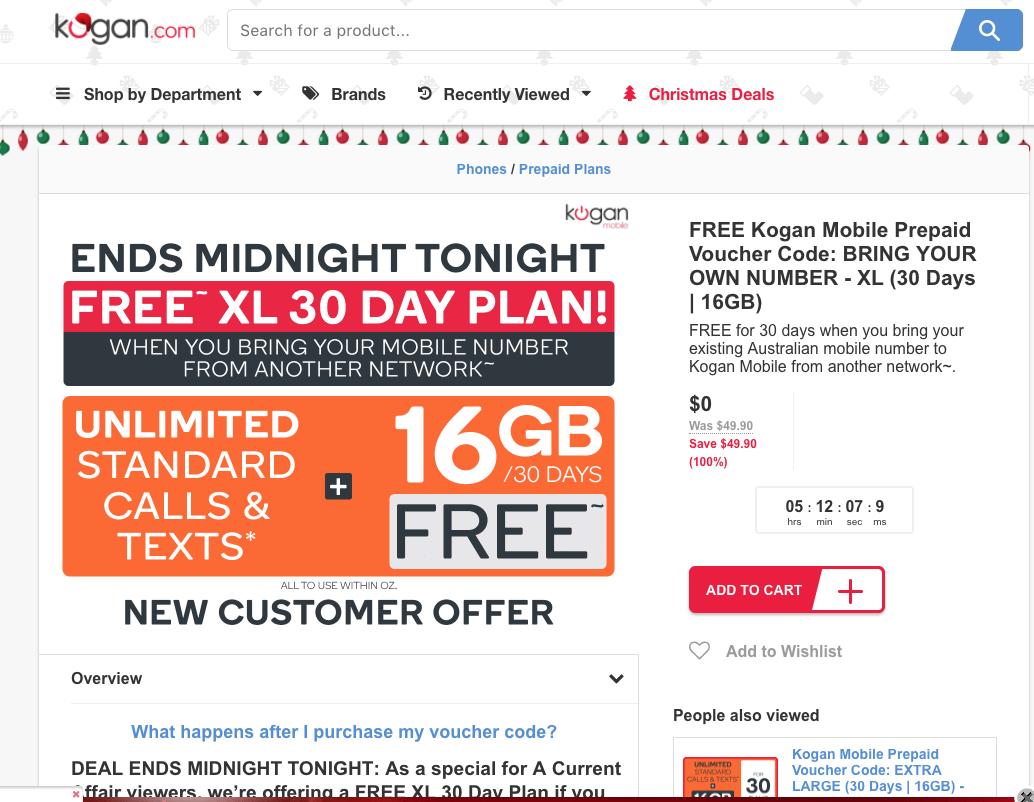 kogan.com
Search for a product...
Shop by Department
Brands
Recently Viewed
Christmas Deals
Phones / Prepaid Plans
kogan
mobile
ENDS MIDNIGHT TONIGHT
FREE~ XL 30 DAY PLAN!
WHEN YOU BRING YOUR MOBILE NUMBER
FROM ANOTHER NETWORK~
UNLIMITED
STANDARD
CALLS &
TEXTS*
+
16GB
/30 DAYS
FREE~
ALL TO USE WITHIN OZ.
NEW CUSTOMER OFFER
FREE Kogan Mobile Prepaid
Voucher Code: BRING YOUR
OWN NUMBER - XL (30 Days
| 16GB)
FREE for 30 days when you bring your
existing Australian mobile number to
Kogan Mobile from another network~.
$0
Was $49.90
Save $49.90
(100%)
05 : 12 : 07 : 9
hrs min sec ms
ADD TO CART
Add to Wishlist
Overview
What happens after I purchase my voucher code?
DEAL ENDS MIDNIGHT TONIGHT: As a special for A Current
Affair viewers, we're offering a FREE XL 30 Day Plan if you
People also viewed
UNLIMITED
STANDARD
CALLS & TEXTS*
16GB
FOR
30
Kogan Mobile Prepaid
Voucher Code: EXTRA
LARGE (30 Days | 16GB) -